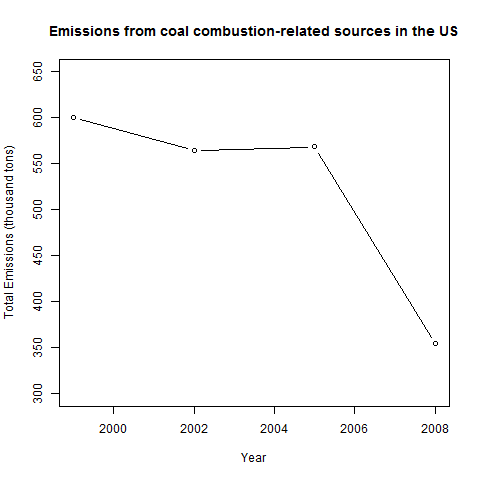 Emissions from coal combustion-related sources in the US
Total Emissions (thousand tons)
650
600
550
500
450
400
350
300
2000 2002 2004 2006 2008
Year